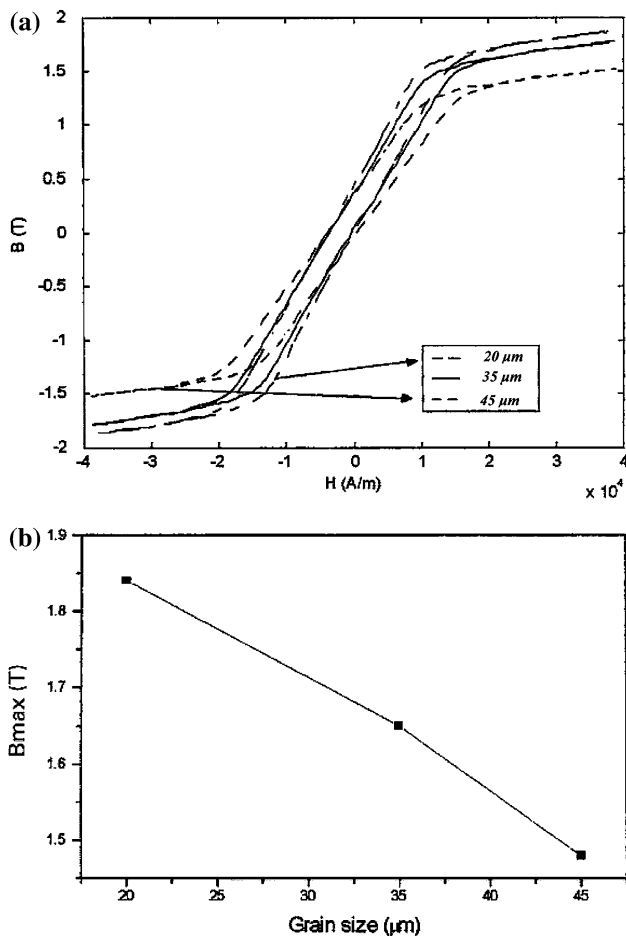 (a)
2
1.5
1
0.5
0
-0.5
-1
-1.5
-2
B (T)
-4 -3 -2 -1 0 1 2 3 4
H (A/m)
x 10⁴
20 μm
35 μm
45 μm
(b)
1.9
1.8
1.7
1.6
1.5
Bmax (T)
20 25 30 35 40 45
Grain size (μm)